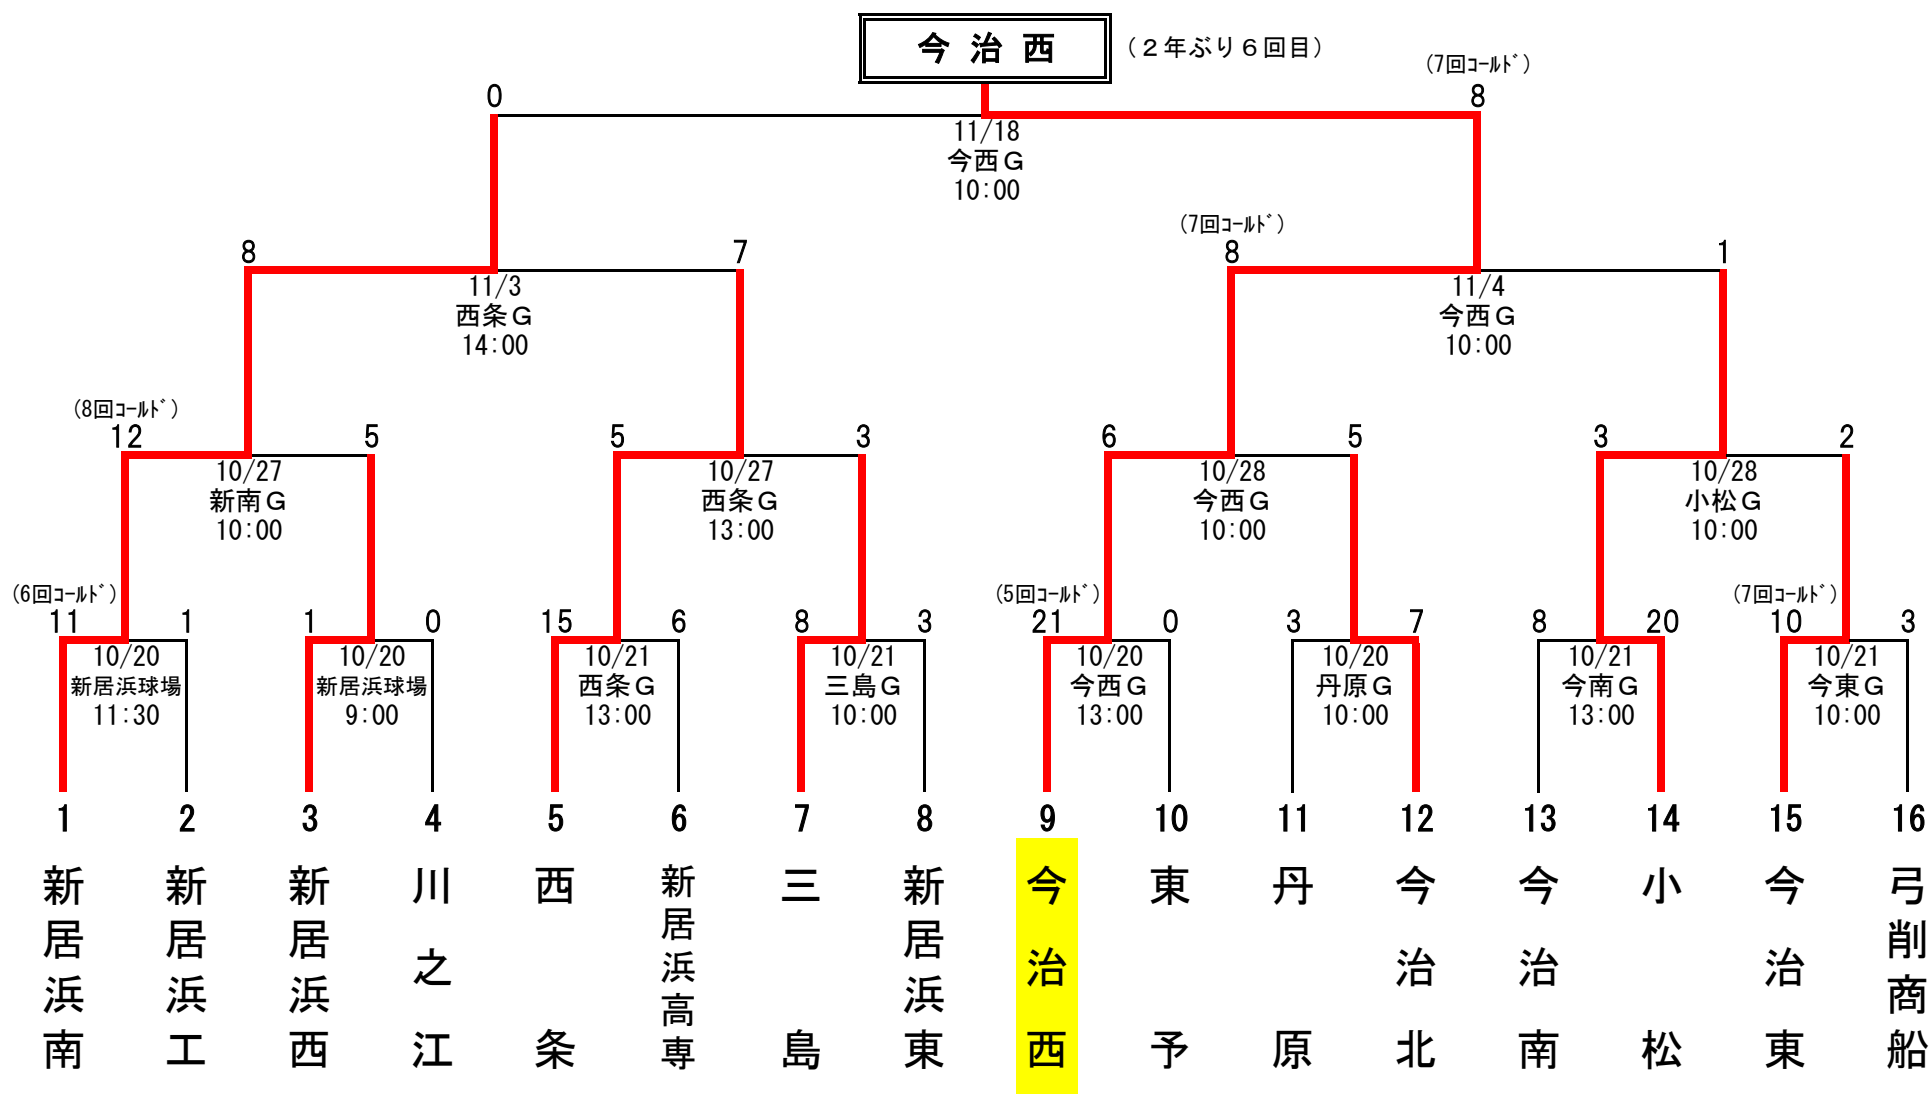 今治西
(２年ぶり６回目)
(7回ｺｰﾙﾄﾞ)
0
8
11/18
今西Ｇ
10:00
(7回ｺｰﾙﾄﾞ)
8
7
8
1
11/3
西条Ｇ
14:00
11/4
今西Ｇ
10:00
(8回ｺｰﾙﾄﾞ)
12
5
5
3
6
5
3
2
10/27
新南Ｇ
10:00
10/27
西条Ｇ
13:00
10/28
今西Ｇ
10:00
10/28
小松Ｇ
10:00
(6回ｺｰﾙﾄﾞ)
(5回ｺｰﾙﾄﾞ)
(7回ｺｰﾙﾄﾞ)
11
1
1
0
15
6
8
3
21
0
3
7
8
20
10
3
10/20
新居浜球場
11:30
10/20
新居浜球場
9:00
10/21
西条Ｇ
13:00
10/21
三島Ｇ
10:00
10/20
今西Ｇ
13:00
10/20
丹原Ｇ
10:00
10/21
今南Ｇ
13:00
10/21
今東Ｇ
10:00
1
新居浜南
2
新居浜工
3
新居浜西
4
川之江
5
西条
6
新居浜高専
7
三島
8
新居浜東
9
今治西
10
東予
11
丹原
12
今治北
13
今治南
14
小松
15
今治東
16
弓削商船